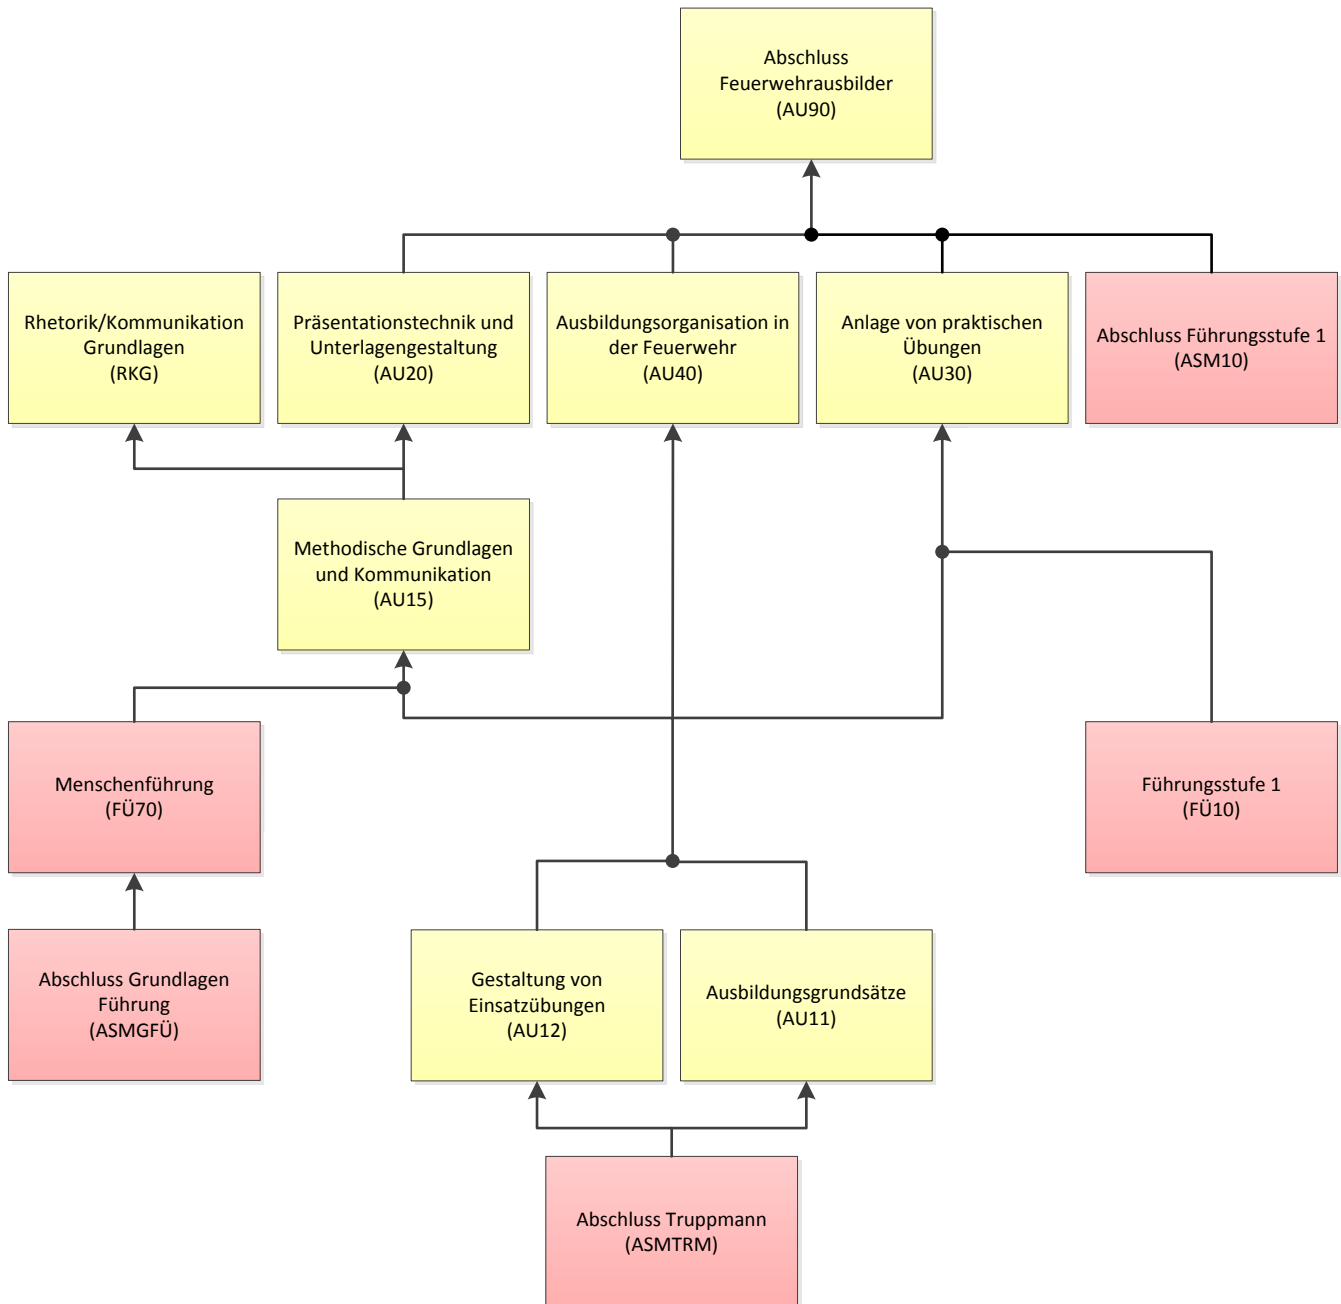 Abschluss
Feuerwehrausbilder
(AU90)
Rhetorik/Kommunikation
Grundlagen
(RKG)
Präsentationstechnik und
Unterlagengestaltung
(AU20)
Ausbildungsorganisation in
der Feuerwehr
(AU40)
Anlage von praktischen
Übungen
(AU30)
Abschluss Führungsstufe 1
(ASM10)
Methodische Grundlagen
und Kommunikation
(AU15)
Menschenführung
(FÜ70)
Führungsstufe 1
(FÜ10)
Abschluss Grundlagen
Führung
(ASMGFÜ)
Gestaltung von
Einsatzübungen
(AU12)
Ausbildungsgrundsätze
(AU11)
Abschluss Truppmann
(ASMTRM)